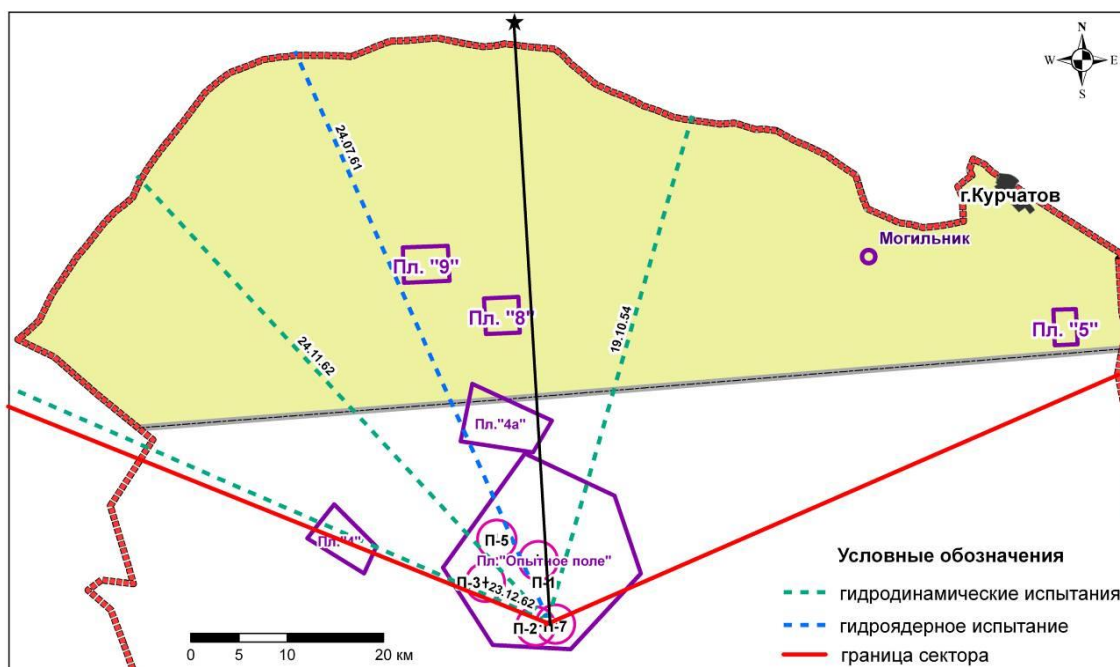 N
W E
S
24.07.61
г.Курчатов
Могильник
Пл. "9"
Пл. "8"
19.10.54
Пл. "5"
24.11.62
Пл."4а"
Пл."4"
П-5
Пл."Опытное поле"
П-3
П-1
23.12.62
П-2
П-7
Условные обозначения
гидродинамические испытания
гидроядерное испытание
граница сектора
0 5 10 20 км